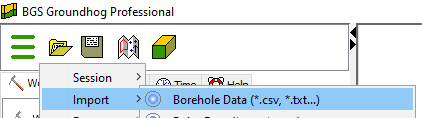 BGS Groundhog Professional
Session
Time
Help
Import
Borehole Data (*.csv, *.txt...)